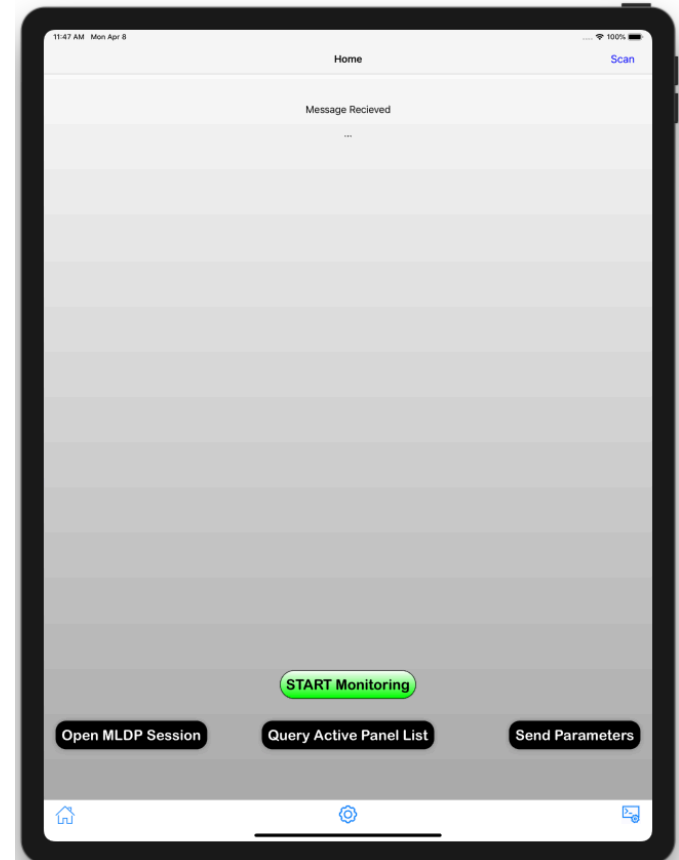 11:47 AM Mon Apr 8 .... 100%
Home Scan
Message Recieved
...
START Monitoring
Open MLDP Session Query Active Panel List Send Parameters